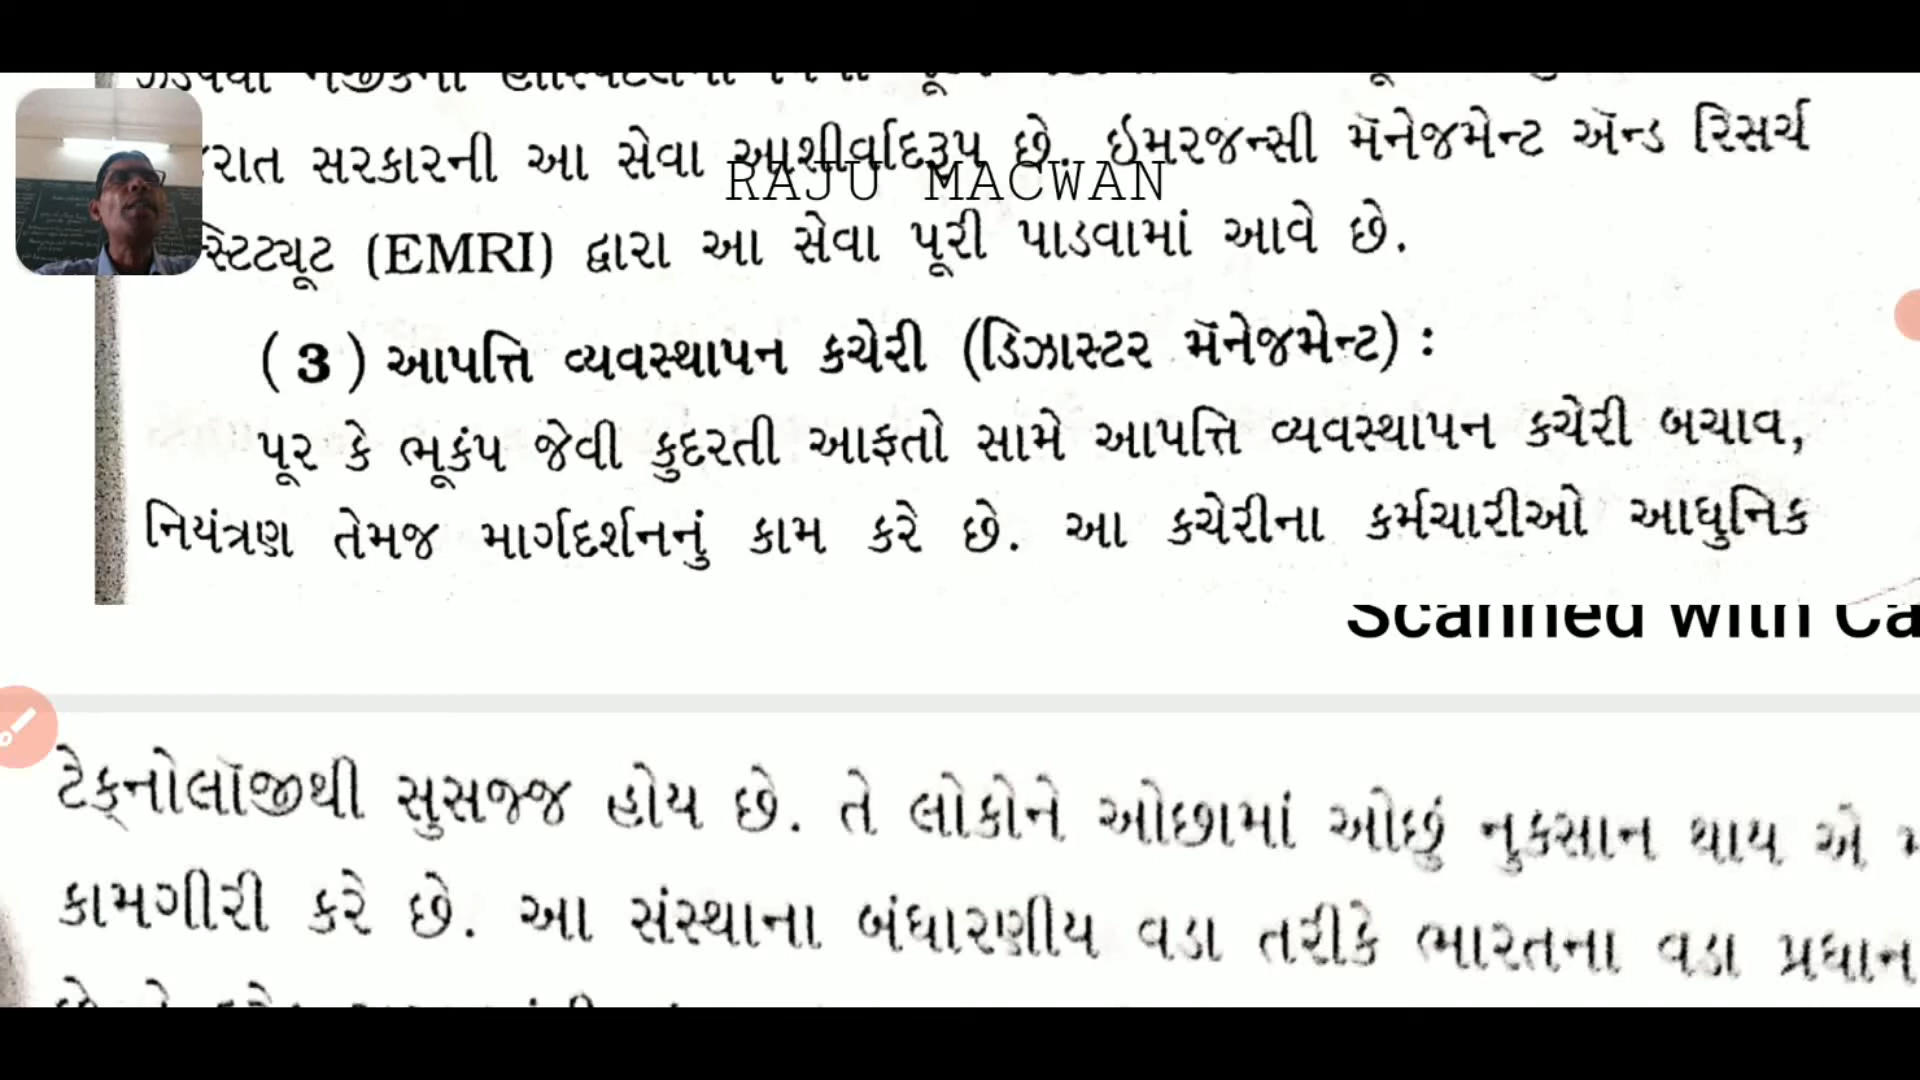 સરકારની આ સેવા આશીર્વાદરૂપ છે. ઇમરજન્સી મૅનેજમેન્ટ ઍન્ડ રિસર્ચ
RAJU MACWAN
(EMRI) દ્વારા આ સેવા પૂરી પાડવામાં આવે છે.
(3) આપત્તિ વ્યવસ્થાપન કચેરી (ડિઝાસ્ટર મૅનેજમેન્ટ) :
પૂર કે ભૂકંપ જેવી કુદરતી આફતો સામે આપત્તિ વ્યવસ્થાપન કચેરી બચાવ,
નિયંત્રણ તેમજ માર્ગદર્શનનું કામ કરે છે. આ કચેરીના કર્મચારીઓ આધુનિક
Scanned with
ટેક્નોલૉજીથી સુસજ્જ હોય છે. તે લોકોને ઓછામાં ઓછું નુકસાન થાય એ
કામગીરી કરે છે. આ સંસ્થાના બંધારણીય વડા તરીકે ભારતના વડા પ્રધાન